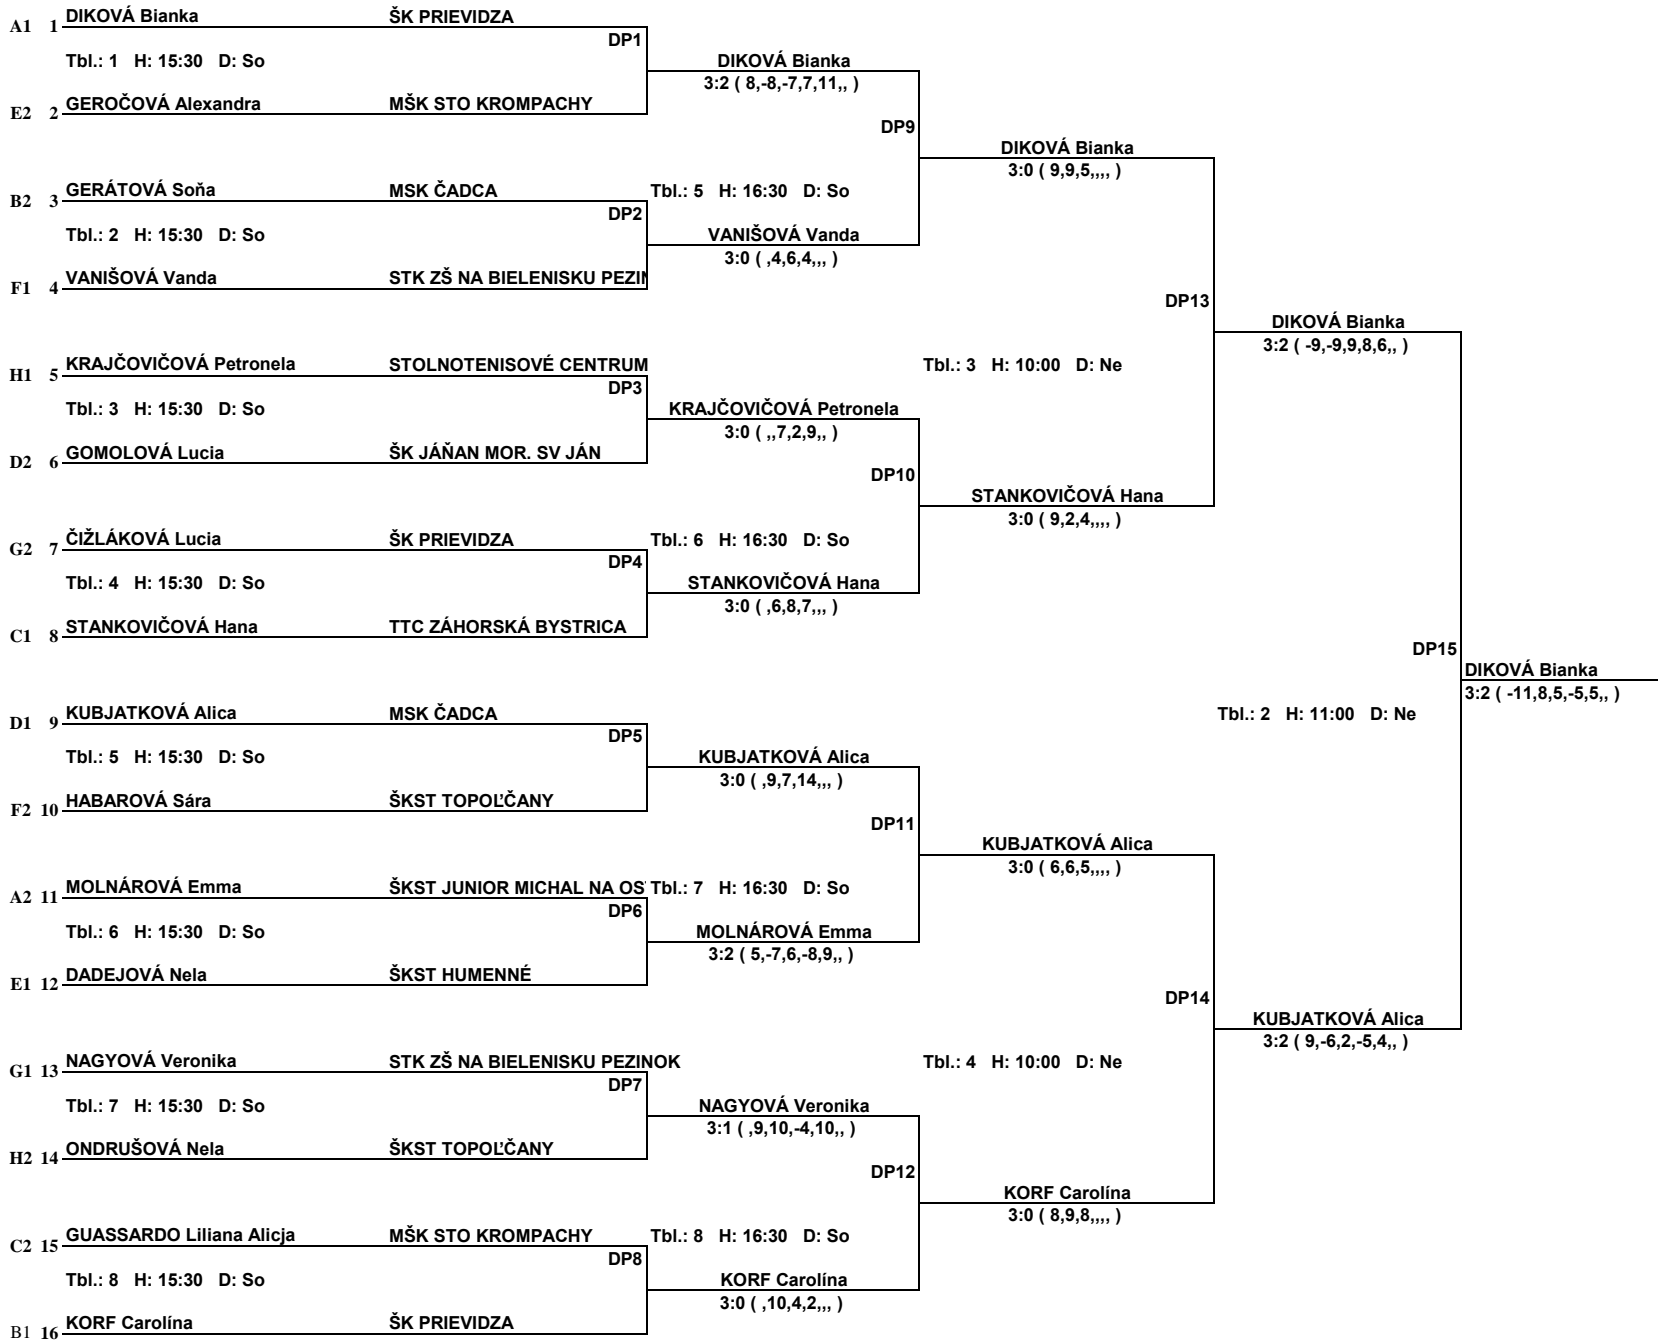 DIKOVÁ Bianka ŠK PRIEVIDZA
A1 1
DP1
Tbl.: 1 H: 15:30 D: So
DIKOVÁ Bianka
3:2 ( 8,-8,-7,7,11,, )
GEROČOVÁ Alexandra MŠK STO KROMPACHY
E2 2
DP9
DIKOVÁ Bianka
3:0 ( 9,9,5,,,, )
GERÁTOVÁ Soňa MSK ČADCA Tbl.: 5 H: 16:30 D: So
B2 3
DP2
Tbl.: 2 H: 15:30 D: So
VANIŠOVÁ Vanda
3:0 ( ,4,6,4,,, )
VANIŠOVÁ Vanda STK ZŠ NA BIELENISKU PEZIN
F1 4
DP13
DIKOVÁ Bianka
3:2 ( -9,-9,9,8,6,, )
KRAJČOVIČOVÁ Petronela STOLNOTENISOVÉ CENTRUM Tbl.: 3 H: 10:00 D: Ne
H1 5
DP3
Tbl.: 3 H: 15:30 D: So
KRAJČOVIČOVÁ Petronela
3:0 ( ,,7,2,9,, )
GOMOLOVÁ Lucia ŠK JÁŇAN MOR. SV JÁN
D2 6
DP10
STANKOVIČOVÁ Hana
3:0 ( 9,2,4,,,, )
ČIŽLÁKOVÁ Lucia ŠK PRIEVIDZA Tbl.: 6 H: 16:30 D: So
G2 7
DP4
Tbl.: 4 H: 15:30 D: So
STANKOVIČOVÁ Hana
3:0 ( ,6,8,7,,, )
STANKOVIČOVÁ Hana TTC ZÁHORSKÁ BYSTRICA
C1 8
DP15
DIKOVÁ Bianka
3:2 ( -11,8,5,-5,5,, )
KUBJATKOVÁ Alica MSK ČADCA Tbl.: 2 H: 11:00 D: Ne
D1 9
DP5
Tbl.: 5 H: 15:30 D: So
KUBJATKOVÁ Alica
3:0 ( ,9,7,14,,, )
HABAROVÁ Sára ŠKST TOPOĽČANY
F2 10
DP11
KUBJATKOVÁ Alica
3:0 ( 6,6,5,,,, )
MOLNÁROVÁ Emma ŠKST JUNIOR MICHAL NA OS Tbl.: 7 H: 16:30 D: So
A2 11
DP6
Tbl.: 6 H: 15:30 D: So
MOLNÁROVÁ Emma
3:2 ( 5,-7,6,-8,9,, )
DADEJOVÁ Nela ŠKST HUMENNÉ
E1 12
DP14
KUBJATKOVÁ Alica
3:2 ( 9,-6,2,-5,4,, )
NAGYOVÁ Veronika STK ZŠ NA BIELENISKU PEZINOK Tbl.: 4 H: 10:00 D: Ne
G1 13
DP7
Tbl.: 7 H: 15:30 D: So
NAGYOVÁ Veronika
3:1 ( ,9,10,-4,10,, )
ONDRUŠOVÁ Nela ŠKST TOPOĽČANY
H2 14
DP12
KORF Carolína
3:0 ( 8,9,8,,,, )
GUASSARDO Liliana Alicja MŠK STO KROMPACHY Tbl.: 8 H: 16:30 D: So
C2 15
DP8
Tbl.: 8 H: 15:30 D: So
KORF Carolína
3:0 ( ,10,4,2,,, )
KORF Carolína ŠK PRIEVIDZA
B1 16